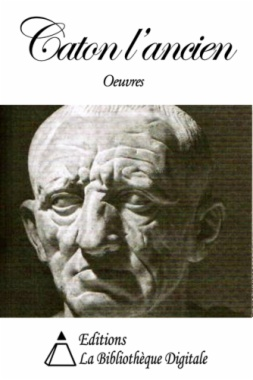 Caton l'ancien
Oeuvres
Editions
La Bibliothèque Digitale